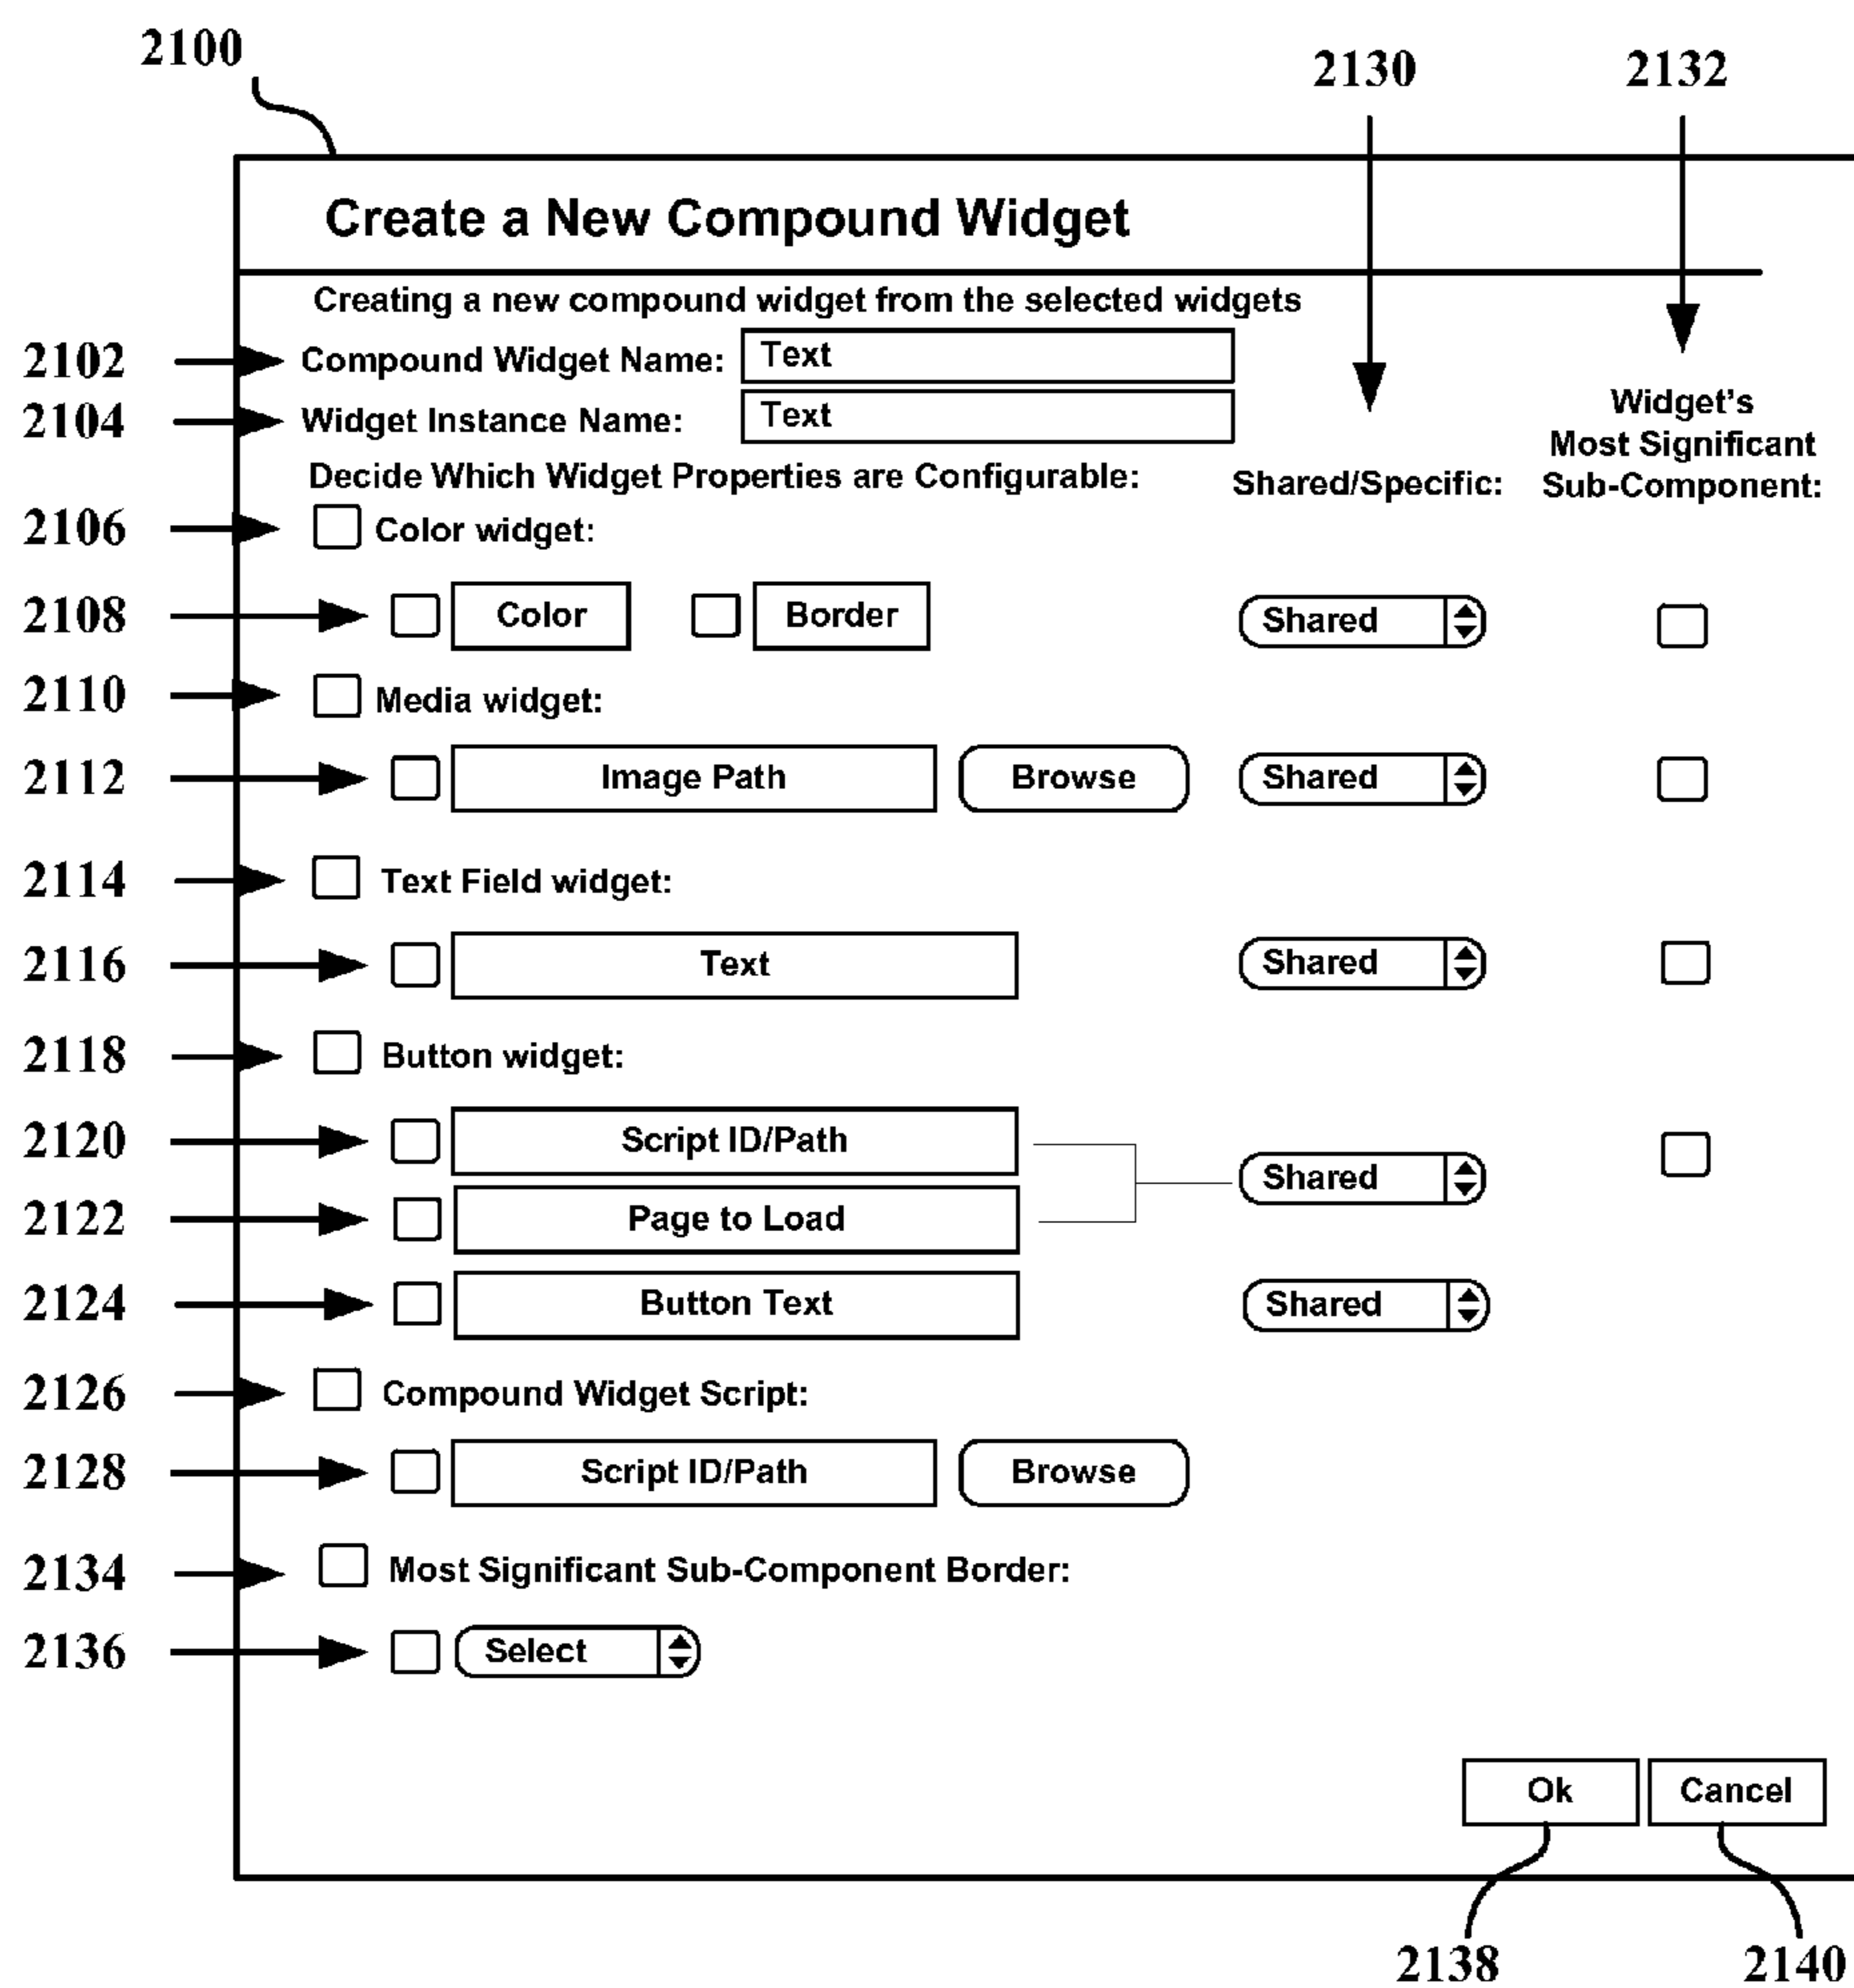 2100
2130 2132
Create a New Compound Widget
Creating a new compound widget from the selected widgets
2102 Compound Widget Name: Text
2104 Widget Instance Name: Text
Widget's
Most Significant
Sub-Component:
Decide Which Widget Properties are Configurable: Shared/Specific:
2106 Color widget:
2108 Color Border Shared
2110 Media widget:
2112 Image Path Browse Shared
2114 Text Field widget:
2116 Text Shared
2118 Button widget:
2120 Script ID/Path Shared
2122 Page to Load
2124 Button Text Shared
2126 Compound Widget Script:
2128 Script ID/Path Browse
2134 Most Significant Sub-Component Border:
2136 Select
Ok Cancel
2138 2140